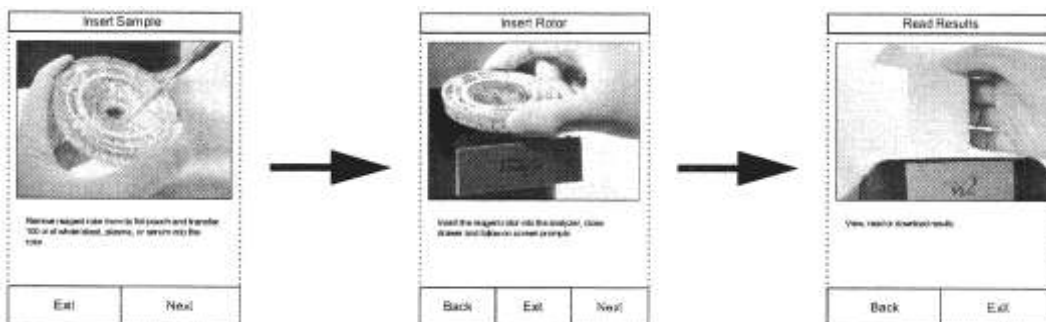 Insert Sample
Remove reagent rotor from its foil pouch and transfer
100 ul of whole blood, plasma, or serum into the
rotor
Exit
Next
Insert Rotor
Insert the reagent rotor into the analyzer, close
drawer and follow on screen prompts
Back
Exit
Next
Read Results
View, read or download results
Back
Exit